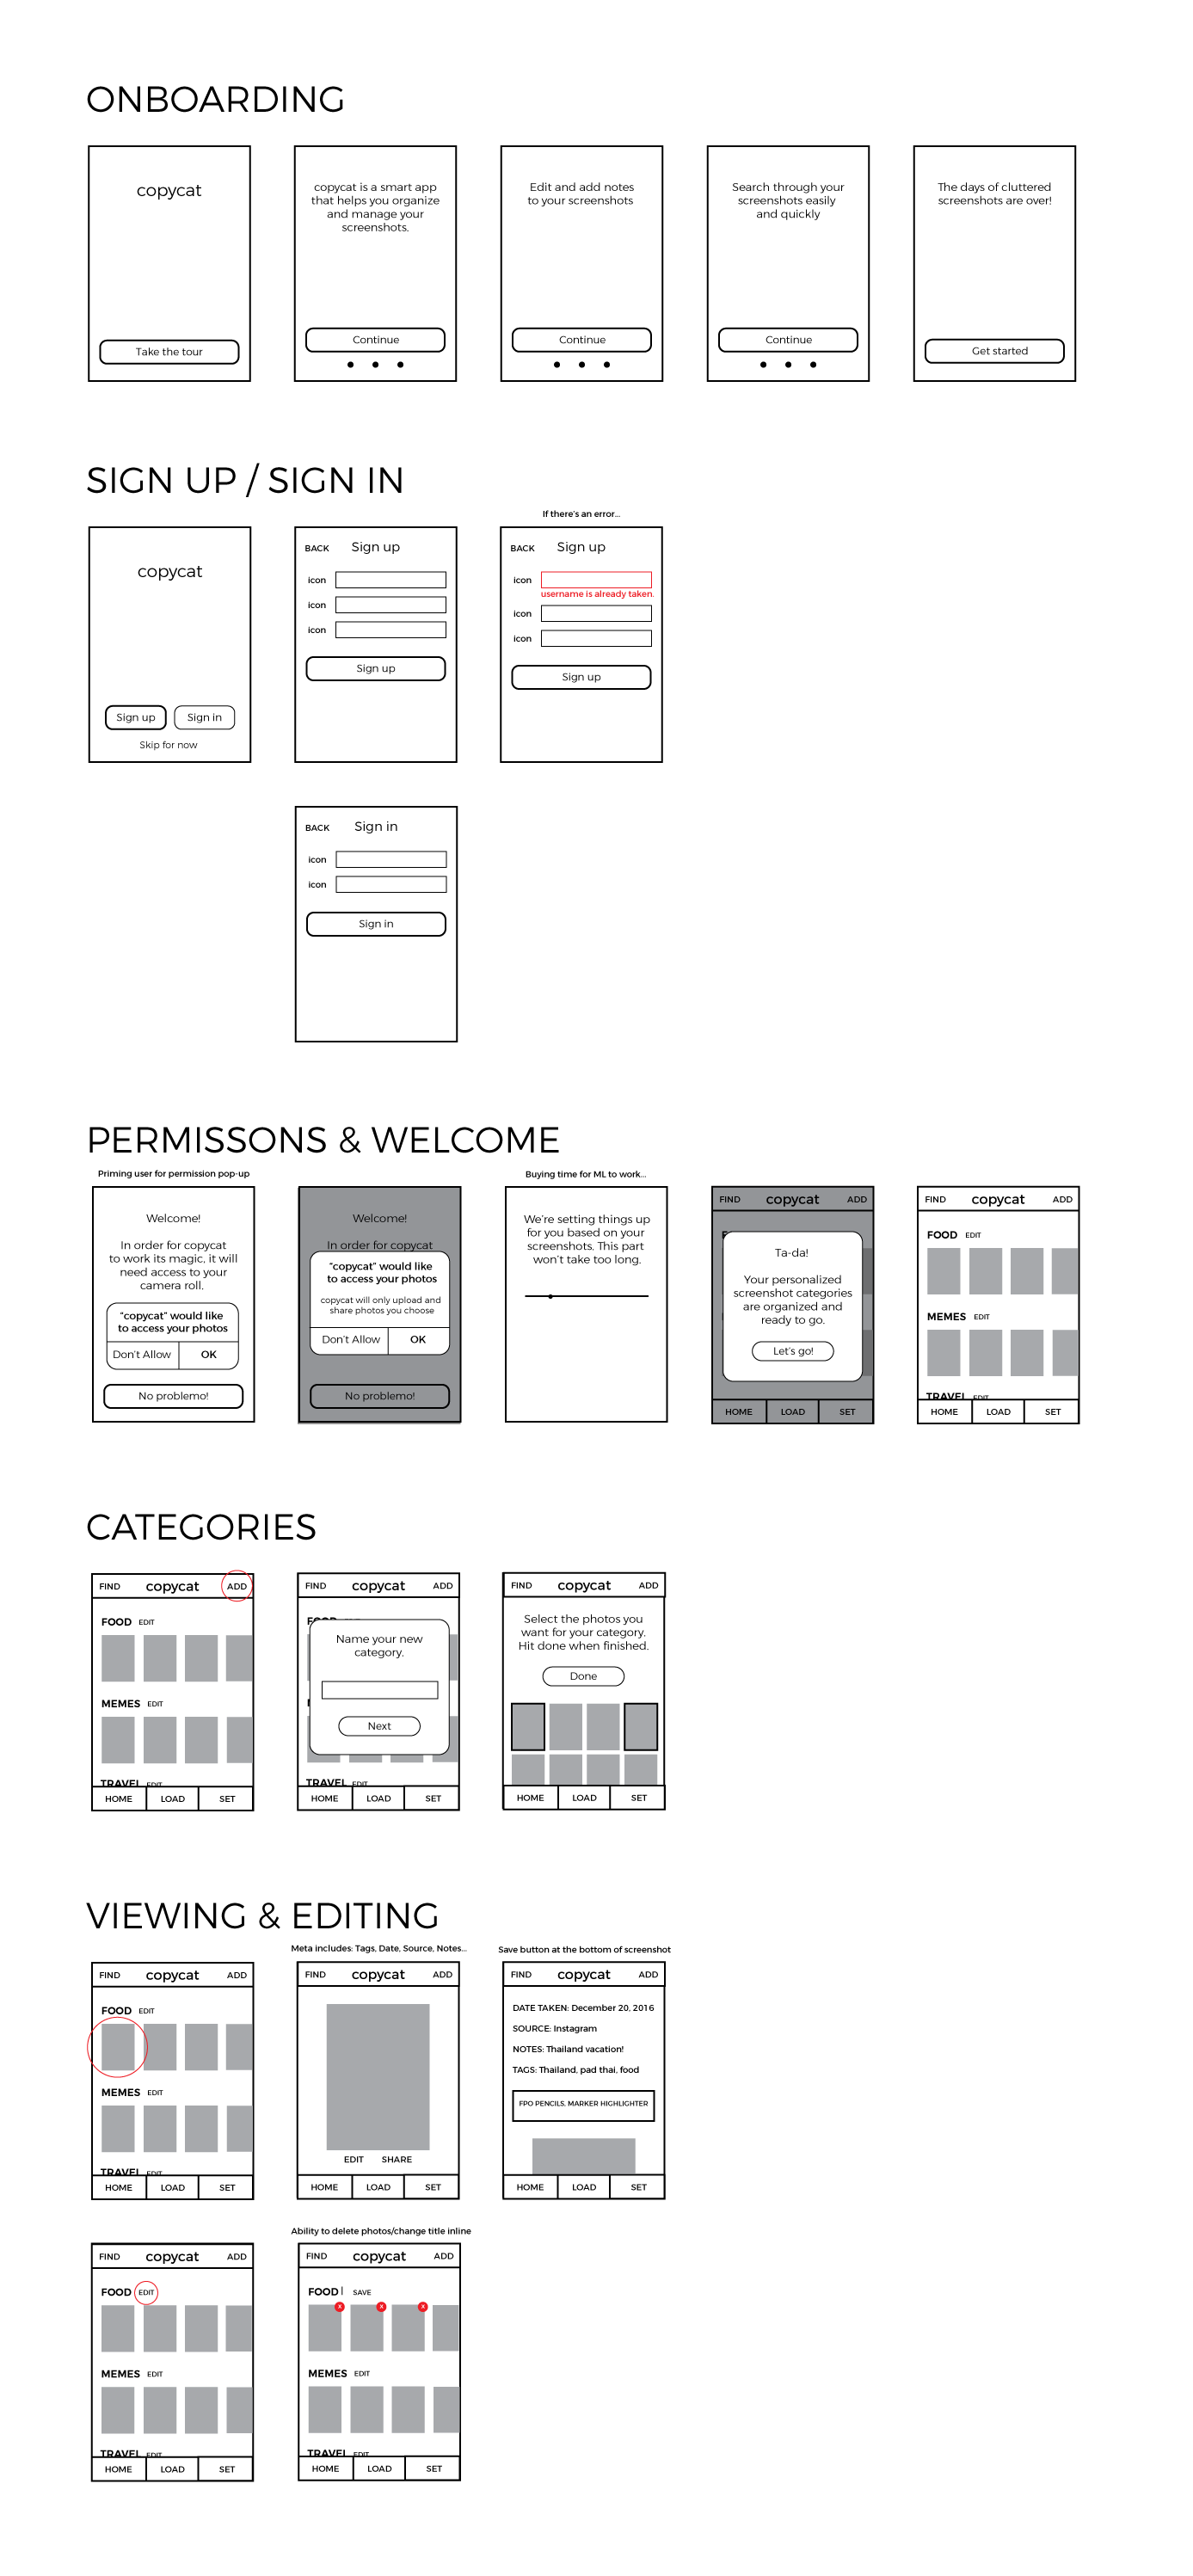 ONBOARDING
copycat
Take the tour
copycat is a smart app
that helps you organize
and manage your
screenshots.
Continue
Edit and add notes
to your screenshots
Continue
Search through your
screenshots easily
and quickly
Continue
The days of cluttered
screenshots are over!
Get started
SIGN UP / SIGN IN
copycat
Sign up
Sign in
Skip for now
BACK
Sign up
icon
icon
icon
Sign up
If there's an error...
BACK
Sign up
icon
username is already taken.
icon
icon
Sign up
BACK
Sign in
icon
icon
Sign in
PERMISSONS & WELCOME
Priming user for permission pop-up
Welcome!
In order for copycat
to work its magic, it will
need access to your
camera roll.
"copycat" would like
to access your photos
Don't Allow
OK
No problemo!
Welcome!
In order for copycat
"copycat" would like
to access your photos
copycat will only upload and
share photos you choose
Don't Allow
OK
No problemo!
Buying time for ML to work...
We're setting things up
for you based on your
screenshots. This part
won't take too long.
FIND copycat ADD
Ta-da!
Your personalized
screenshot categories
are organized and
ready to go.
Let's go!
HOME LOAD SET
FIND copycat ADD
FOOD EDIT
MEMES EDIT
TRAVEL EDIT
HOME LOAD SET
CATEGORIES
FIND copycat ADD
FOOD EDIT
MEMES EDIT
TRAVEL EDIT
HOME LOAD SET
FIND copycat ADD
Name your new
category.
Next
TRAVEL EDIT
HOME LOAD SET
FIND copycat ADD
Select the photos you
want for your category.
Hit done when finished.
Done
HOME LOAD SET
VIEWING & EDITING
FIND copycat ADD
FOOD EDIT
MEMES EDIT
TRAVEL EDIT
HOME LOAD SET
Meta includes: Tags, Date, Source, Notes...
FIND copycat ADD
EDIT SHARE
HOME LOAD SET
Save button at the bottom of screenshot
FIND copycat ADD
DATE TAKEN: December 20, 2016
SOURCE: Instagram
NOTES: Thailand vacation!
TAGS: Thailand, pad thai, food
FPO PENCILS, MARKER HIGHLIGHTER
HOME LOAD SET
FIND copycat ADD
FOOD EDIT
MEMES EDIT
TRAVEL EDIT
HOME LOAD SET
Ability to delete photos/change title inline
FIND copycat ADD
FOOD SAVE
X X X
MEMES EDIT
TRAVEL EDIT
HOME LOAD SET